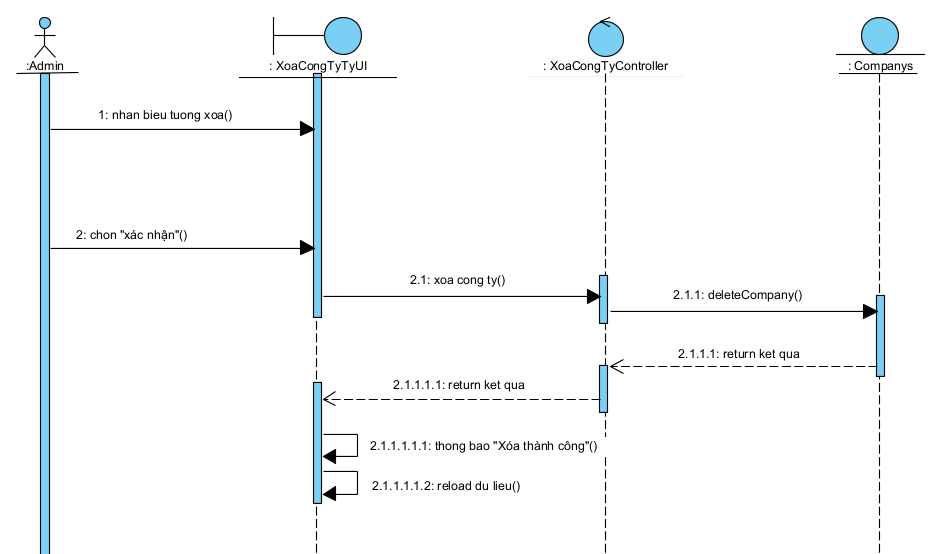 :Admin
: XoaCongTyTyUI
: XoaCongTyController
: Companys
1: nhan bieu tuong xoa()
2: chon "xác nhận"()
2.1: xoa cong ty()
2.1.1: deleteCompany()
2.1.1.1: return ket qua
2.1.1.1.1: return ket qua
2.1.1.1.1.1: thong bao "Xóa thành công"()
2.1.1.1.1.2: reload du lieu()